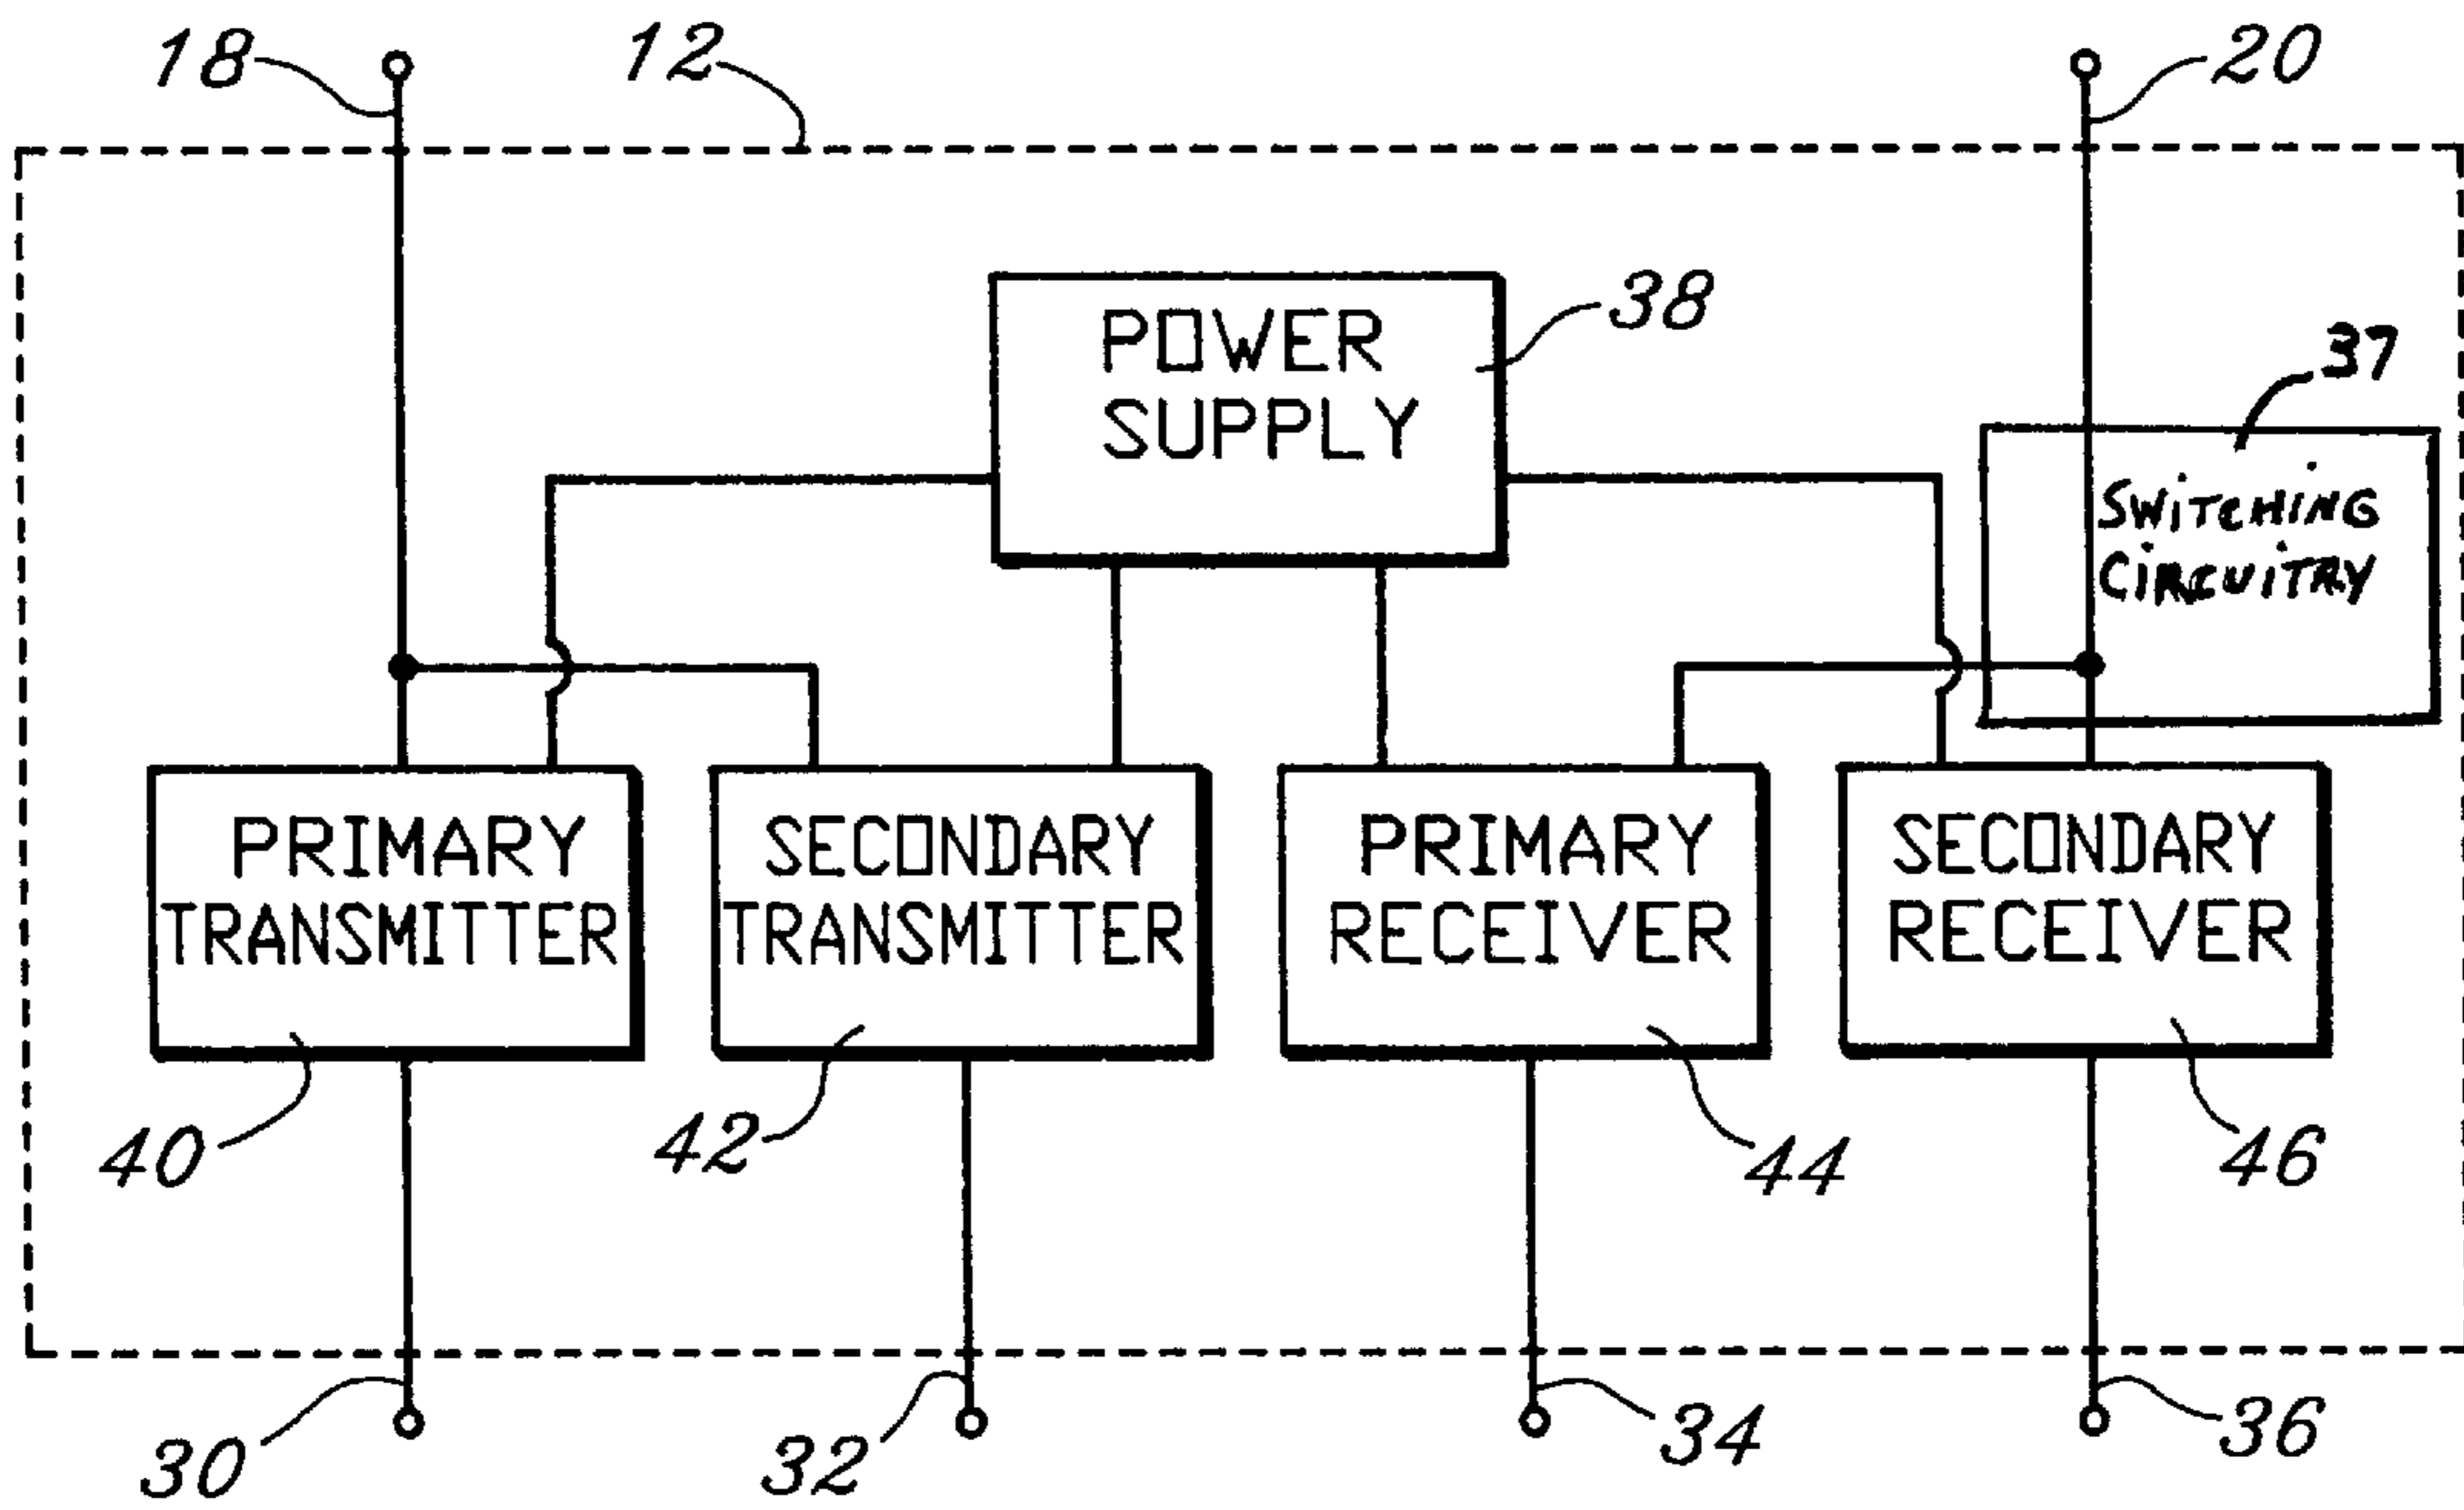 18
12
20
38
37
POWER
SUPPLY
SWiTCHiNG
CiRCUiTRY
PRIMARY
TRANSMITTER
SECONDARY
TRANSMITTER
PRIMARY
RECEIVER
SECONDARY
RECEIVER
40
42
44
46
30
32
34
36